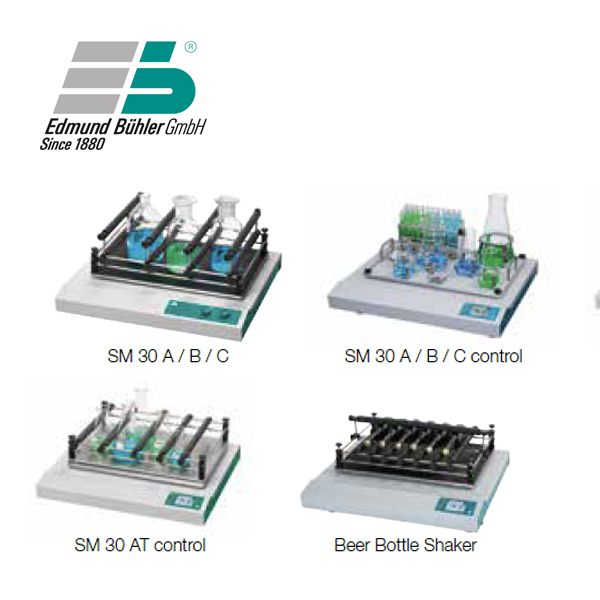 ®
Edmund Bühler GmbH
Since 1880
SM 30 A / B / C
SM 30 A / B / C control
SM 30 AT control
Beer Bottle Shaker